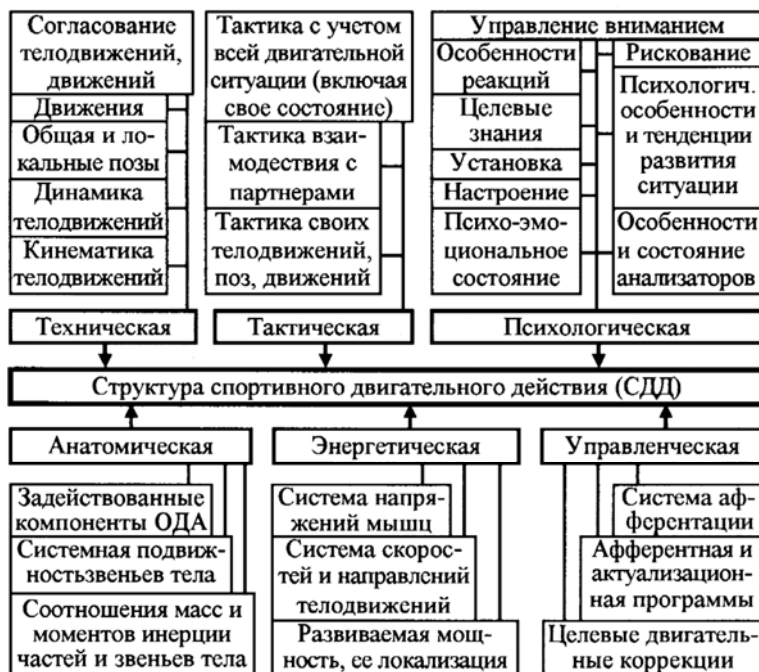 Согласование
телодвижений,
движений
Движения
Общая и ло-
кальные позы
Динамика
телодвижений
Кинематика
телодвижений
Техническая
Тактика с учетом
всей двигательной
ситуации (включая
свое состояние)
Тактика взаи-
модествия с
партнерами
Тактика своих
телодвижений,
поз, движений
Тактическая
Управление вниманием
Особенности
реакций
Целевые
знания
Установка
Настроение
Психо-эмо-
циональное
состояние
Рискование
Психологич.
особенности
и тенденции
развития
ситуации
Особенности
и состояние
анализаторов
Психологическая
Структура спортивного двигательного действия (СДД)
Анатомическая
Задействованные
компоненты ОДА
Системная подвиж-
ностьзвеньев тела
Соотношения масс и
моментов инерции
частей и звеньев тела
Энергетическая
Система напря-
жений мышц
Система скорос-
тей и направлений
телодвижений
Развиваемая мощ-
ность, ее локализация
Управленческая
Система аф-
ферентации
Афферентная и
актуализацион-
ная программы
Целевые двигатель-
ные коррекции